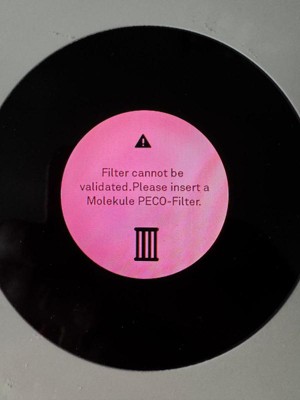 Filter cannot be
validated.Please insert a
Molekule PECO-Filter.